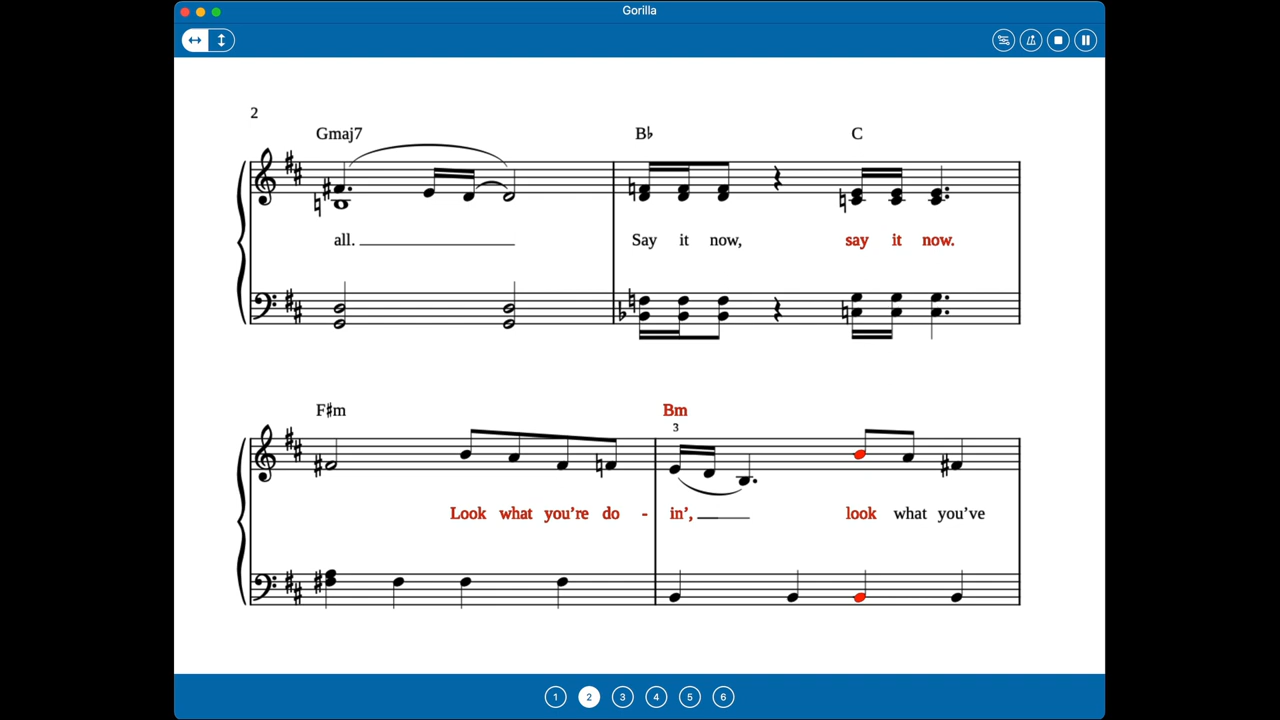 Gorilla
2
Gmaj7 B♭ C
all. Say it now, say it now.
F♯m Bm
3
Look what you're do - in', look what you've
1 2 3 4 5 6